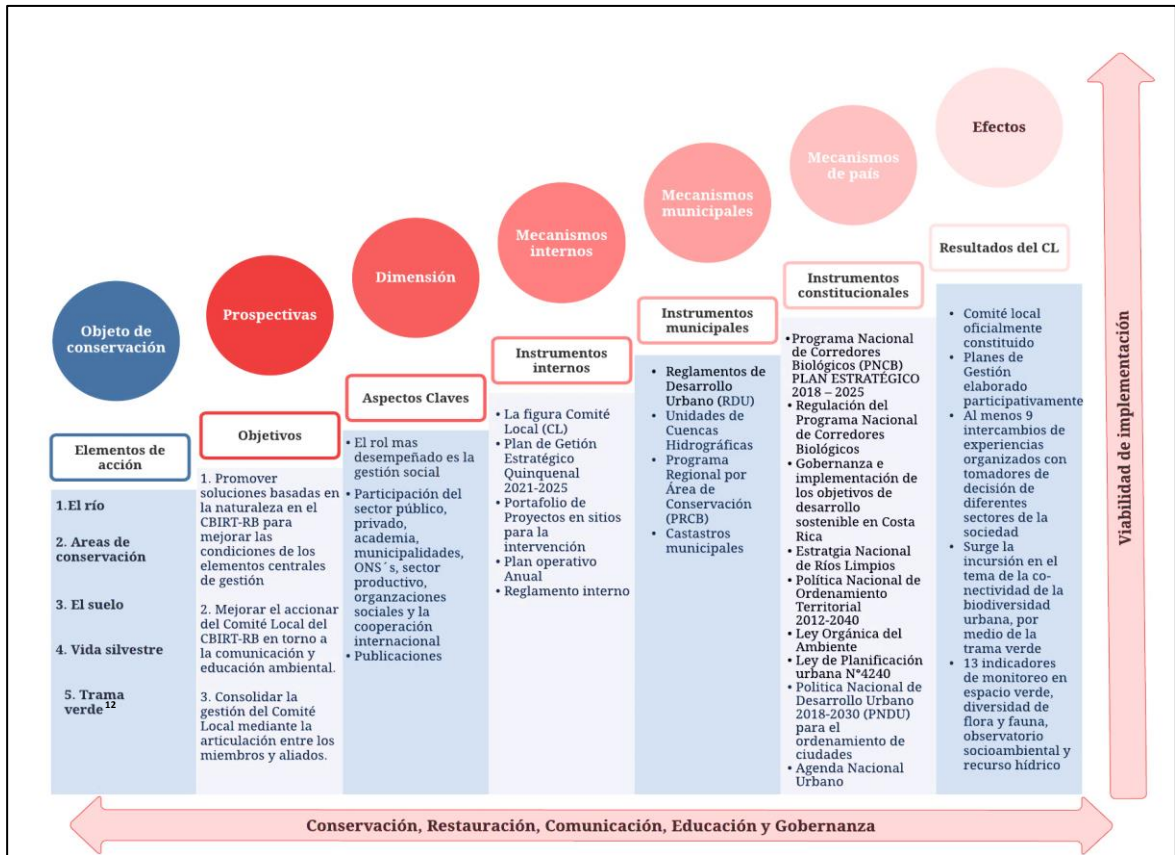 Objeto de
conservación
Elementos de
acción
1.El río
2. Areas de
conservación
3. El suelo
4. Vida silvestre
5. Trama
verde 12
Prospectivas
Objetivos
1. Promover
soluciones basadas en
la naturaleza en el
CBIRT-RB para
mejorar las
condiciones de los
elementos centrales
de gestión
2. Mejorar el accionar
del Comité Local del
CBIRT-RB en torno a
la comunicación y
educación ambiental.
3. Consolidar la
gestión del Comité
Local mediante la
articulación entre los
miembros y aliados.
Dimensión
Aspectos Claves
• El rol mas
desempeñado es la
gestión social
• Participación del
sector público,
privado,
academia,
municipalidades,
ONS´s, sector
productivo,
organzaciones
sociales y la
cooperación
internacional
• Publicaciones
Mecanismos
internos
Instrumentos
internos
• La figura Comité
Local (CL)
• Plan de Getión
Estratégico
Quinquenal
2021-2025
• Portafolio de
Proyectos en sitios
para la
intervención
• Plan operativo
Anual
• Reglamento interno
Mecanismos
municipales
Instrumentos
municipales
• Reglamentos de
Desarrollo
Urbano (RDU)
• Unidades de
Cuencas
Hidrográficas
• Programa
Regional por
Área de
Conservación
(PRCB)
• Castastros
municipales
Mecanismos
de país
Instrumentos
constitucionales
• Programa Nacional
de Corredores
Biológicos (PNCB)
PLAN ESTRATÉGICO
2018 – 2025
• Regulación del
Programa Nacional
de Corredores
Biológicos
• Gobernanza e
implementación de
los objetivos de
desarrollo
sostenible en Costa
Rica
• Estratgia Nacional
de Ríos Limpios
• Política Nacional de
Ordenamiento
Territorial
2012-2040
• Ley Orgánica del
Ambiente
• Ley de Planificación
urbana N°4240
• Politica Nacional de
Desarrollo Urbano
2018-2030 (PNDU)
para el
ordenamiento de
ciudades
• Agenda Nacional
Urbano
Efectos
Resultados del CL
• Comité local
oficialmente
constituido
• Planes de
Gestión
elaborado
participativamente
• Al menos 9
intercambios de
experiencias
organizados con
tomadores de
decisión de
diferentes
sectores de la
sociedad
• Surge la
incursión en el
tema de la co-
nectividad de la
biodiversidad
urbana, por
medio de la
trama verde
• 13 indicadores
de monitoreo en
espacio verde,
diversidad de
flora y fauna,
observatorio
socioambiental y
recurso hídrico
Viabilidad de implementación
Conservación, Restauración, Comunicación, Educación y Gobernanza